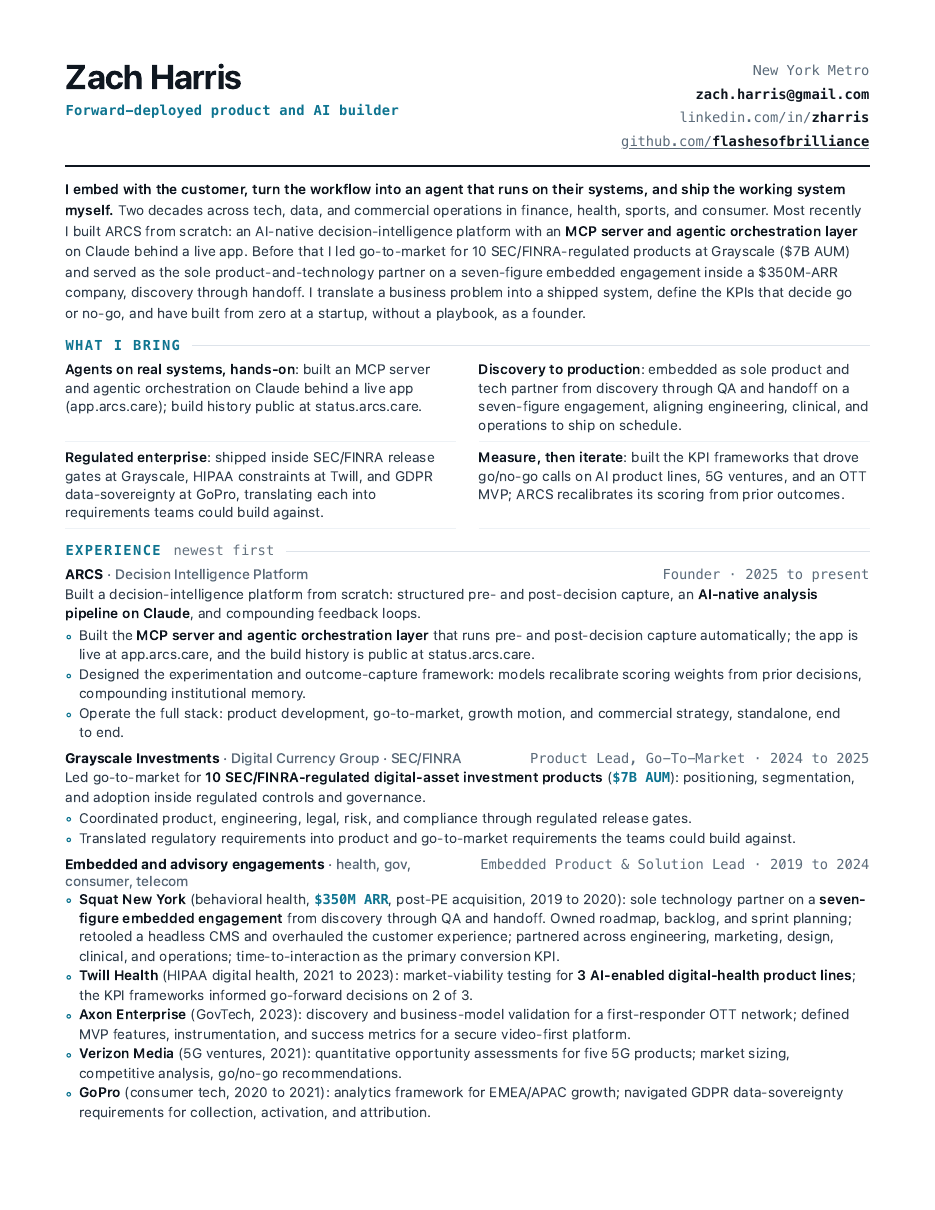 Zach Harris
Forward-deployed product and AI builder
New York Metro
zach.harris@gmail.com
linkedin.com/in/zharris
github.com/flashesofbrilliance
I embed with the customer, turn the workflow into an agent that runs on their systems, and ship the working system
myself. Two decades across tech, data, and commercial operations in finance, health, sports, and consumer. Most recently
I built ARCS from scratch: an AI-native decision-intelligence platform with an MCP server and agentic orchestration layer
on Claude behind a live app. Before that I led go-to-market for 10 SEC/FINRA-regulated products at Grayscale ($7B AUM)
and served as the sole product-and-technology partner on a seven-figure embedded engagement inside a $350M-ARR
company, discovery through handoff. I translate a business problem into a shipped system, define the KPIs that decide go
or no-go, and have built from zero at a startup, without a playbook, as a founder.
WHAT I BRING
Agents on real systems, hands-on: built an MCP server
and agentic orchestration on Claude behind a live app
(app.arcs.care); build history public at status.arcs.care.
Discovery to production: embedded as sole product and
tech partner from discovery through QA and handoff on a
seven-figure engagement, aligning engineering, clinical, and
operations to ship on schedule.
Regulated enterprise: shipped inside SEC/FINRA release
gates at Grayscale, HIPAA constraints at Twill, and GDPR
data-sovereignty at GoPro, translating each into
requirements teams could build against.
Measure, then iterate: built the KPI frameworks that drove
go/no-go calls on AI product lines, 5G ventures, and an OTT
MVP; ARCS recalibrates its scoring from prior outcomes.
EXPERIENCE newest first
ARCS · Decision Intelligence Platform Founder · 2025 to present
Built a decision-intelligence platform from scratch: structured pre- and post-decision capture, an AI-native analysis
pipeline on Claude, and compounding feedback loops.
Built the MCP server and agentic orchestration layer that runs pre- and post-decision capture automatically; the app is
live at app.arcs.care, and the build history is public at status.arcs.care.
Designed the experimentation and outcome-capture framework: models recalibrate scoring weights from prior decisions,
compounding institutional memory.
Operate the full stack: product development, go-to-market, growth motion, and commercial strategy, standalone, end
to end.
Grayscale Investments · Digital Currency Group · SEC/FINRA Product Lead, Go-To-Market · 2024 to 2025
Led go-to-market for 10 SEC/FINRA-regulated digital-asset investment products ($7B AUM): positioning, segmentation,
and adoption inside regulated controls and governance.
Coordinated product, engineering, legal, risk, and compliance through regulated release gates.
Translated regulatory requirements into product and go-to-market requirements the teams could build against.
Embedded and advisory engagements · health, gov, Embedded Product & Solution Lead · 2019 to 2024
consumer, telecom
Squat New York (behavioral health, $350M ARR, post-PE acquisition, 2019 to 2020): sole technology partner on a seven-
figure embedded engagement from discovery through QA and handoff. Owned roadmap, backlog, and sprint planning;
retooled a headless CMS and overhauled the customer experience; partnered across engineering, marketing, design,
clinical, and operations; time-to-interaction as the primary conversion KPI.
Twill Health (HIPAA digital health, 2021 to 2023): market-viability testing for 3 AI-enabled digital-health product lines;
the KPI frameworks informed go-forward decisions on 2 of 3.
Axon Enterprise (GovTech, 2023): discovery and business-model validation for a first-responder OTT network; defined
MVP features, instrumentation, and success metrics for a secure video-first platform.
Verizon Media (5G ventures, 2021): quantitative opportunity assessments for five 5G products; market sizing,
competitive analysis, go/no-go recommendations.
GoPro (consumer tech, 2020 to 2021): analytics framework for EMEA/APAC growth; navigated GDPR data-sovereignty
requirements for collection, activation, and attribution.